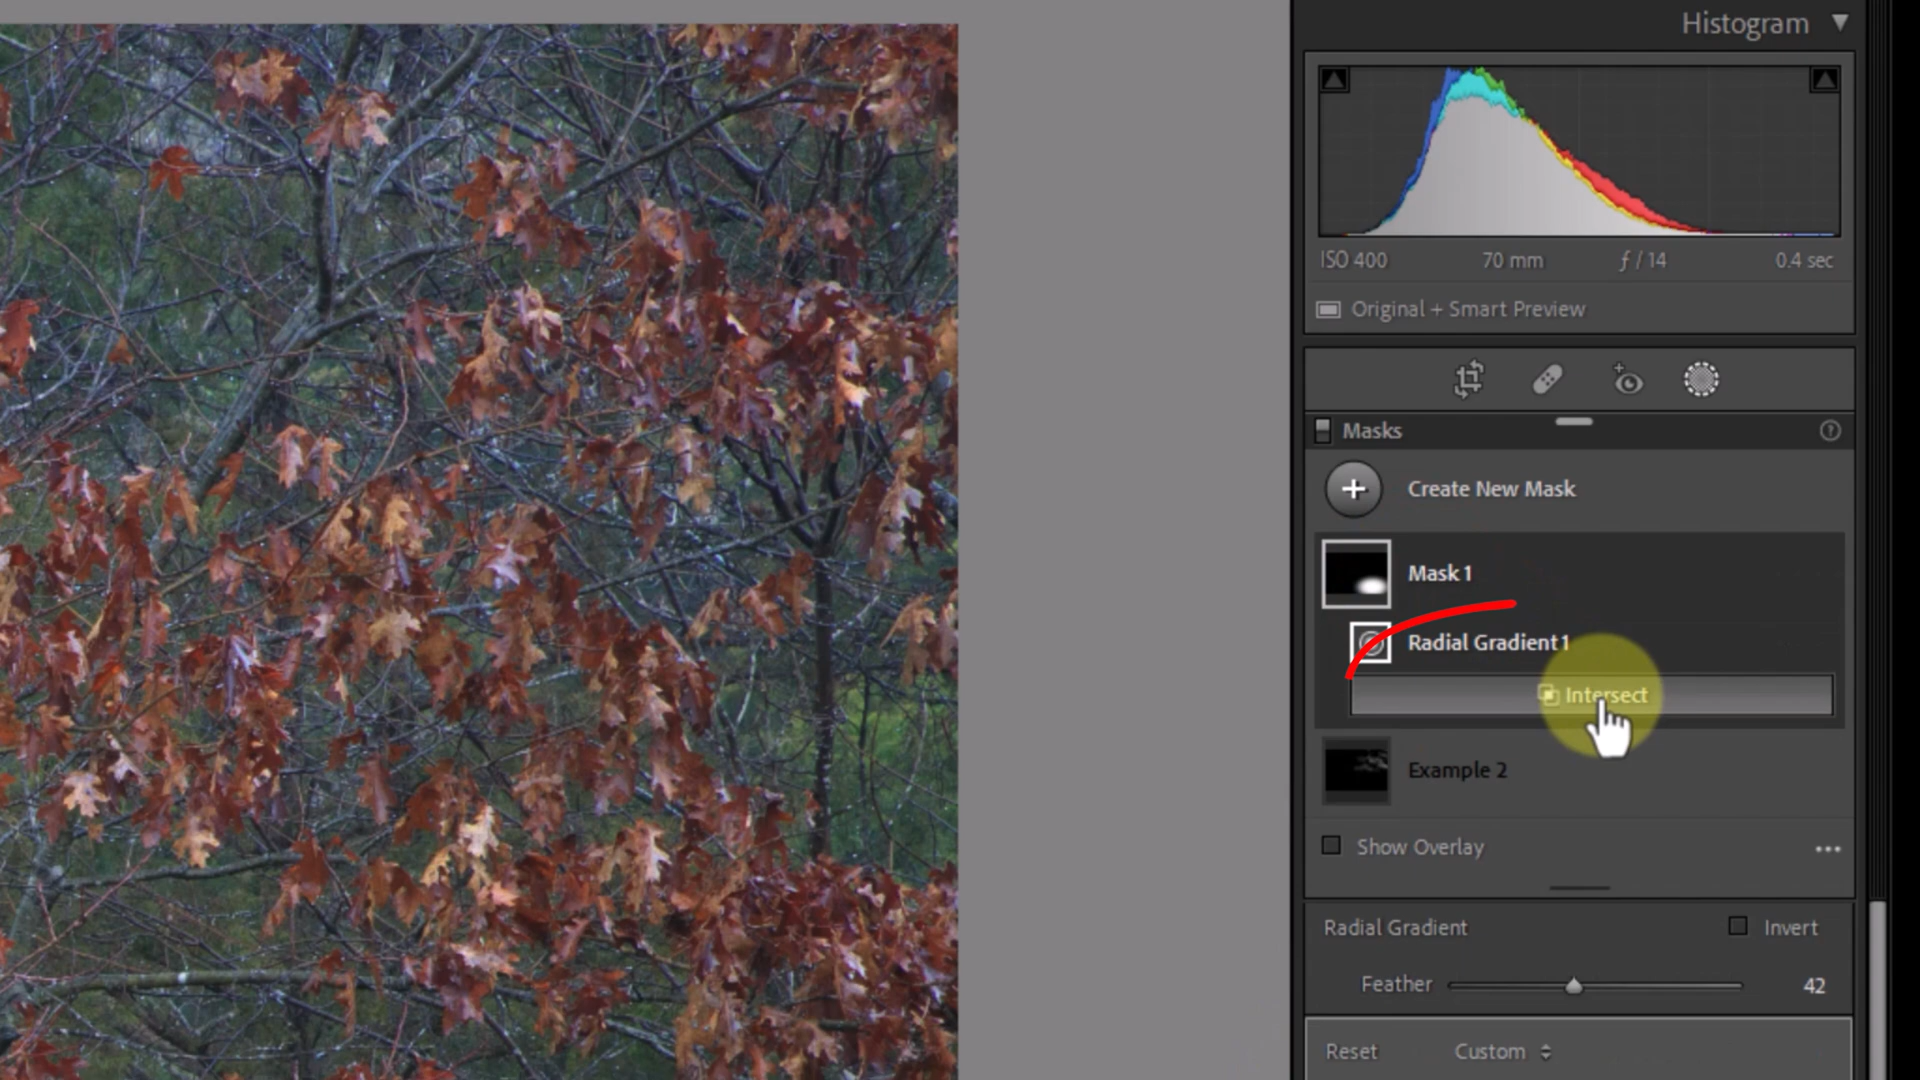 Histogram
ISO 400 70 mm ƒ / 14 0.4 sec
Original + Smart Preview
Masks
Create New Mask
Mask 1
Radial Gradient 1
Intersect
Example 2
Show Overlay
Radial Gradient Invert
Feather 42
Reset Custom